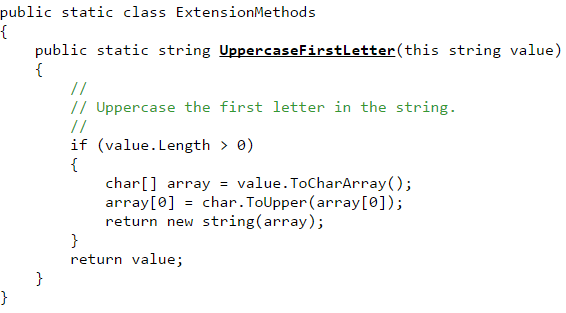 public static class ExtensionMethods
{
    public static string UppercaseFirstLetter(this string value)
    {
        //
        // Uppercase the first letter in the string.
        //
        if (value.Length > 0)
        {
            char[] array = value.ToCharArray();
            array[0] = char.ToUpper(array[0]);
            return new string(array);
        }
        return value;
    }
}